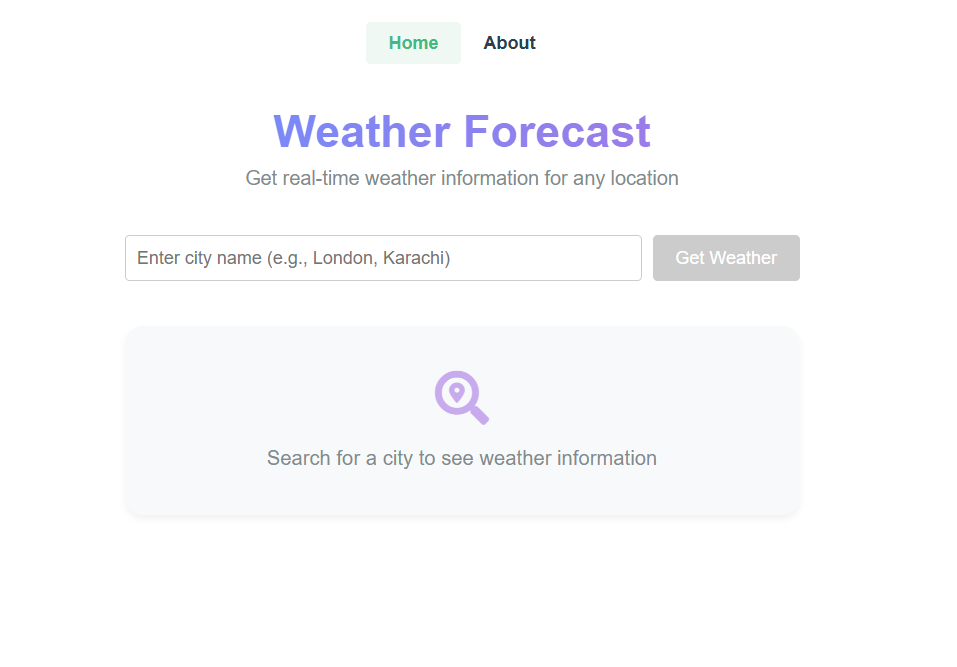 Home About
Weather Forecast
Get real-time weather information for any location
Enter city name (e.g., London, Karachi) Get Weather
Search for a city to see weather information